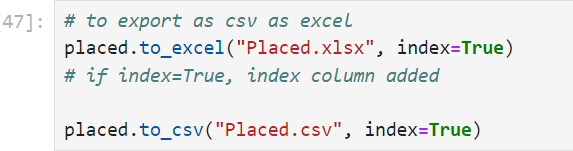 47]:
# to export as csv as excel
placed.to_excel("Placed.xlsx", index=True)
# if index=True, index column added
placed.to_csv("Placed.csv", index=True)